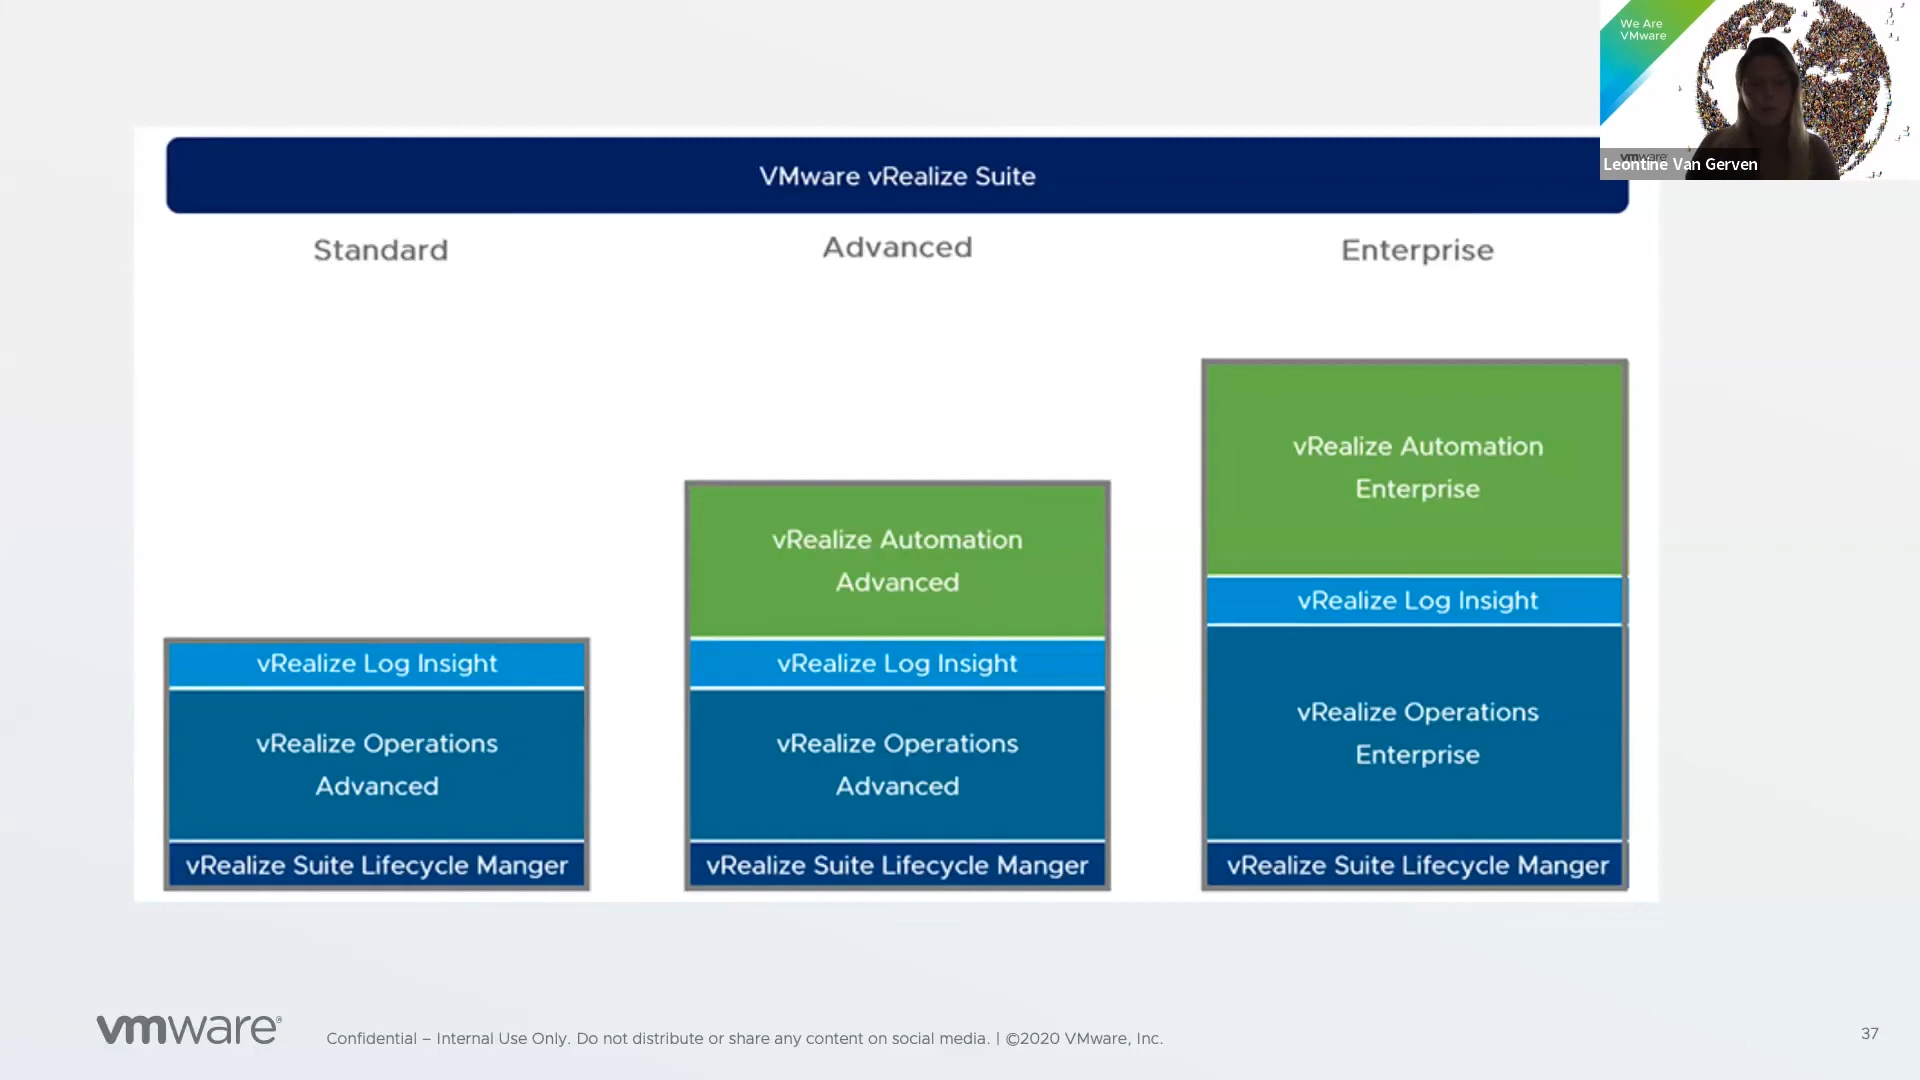 We Are
VMware
vmware
Leontine Van Gerven
VMware vRealize Suite
Standard
Advanced
Enterprise
vRealize Log Insight
vRealize Operations
Advanced
vRealize Suite Lifecycle Manger
vRealize Automation
Advanced
vRealize Log Insight
vRealize Operations
Advanced
vRealize Suite Lifecycle Manger
vRealize Automation
Enterprise
vRealize Log Insight
vRealize Operations
Enterprise
vRealize Suite Lifecycle Manger
vmware®
Confidential – Internal Use Only. Do not distribute or share any content on social media. | ©2020 VMware, Inc.
37